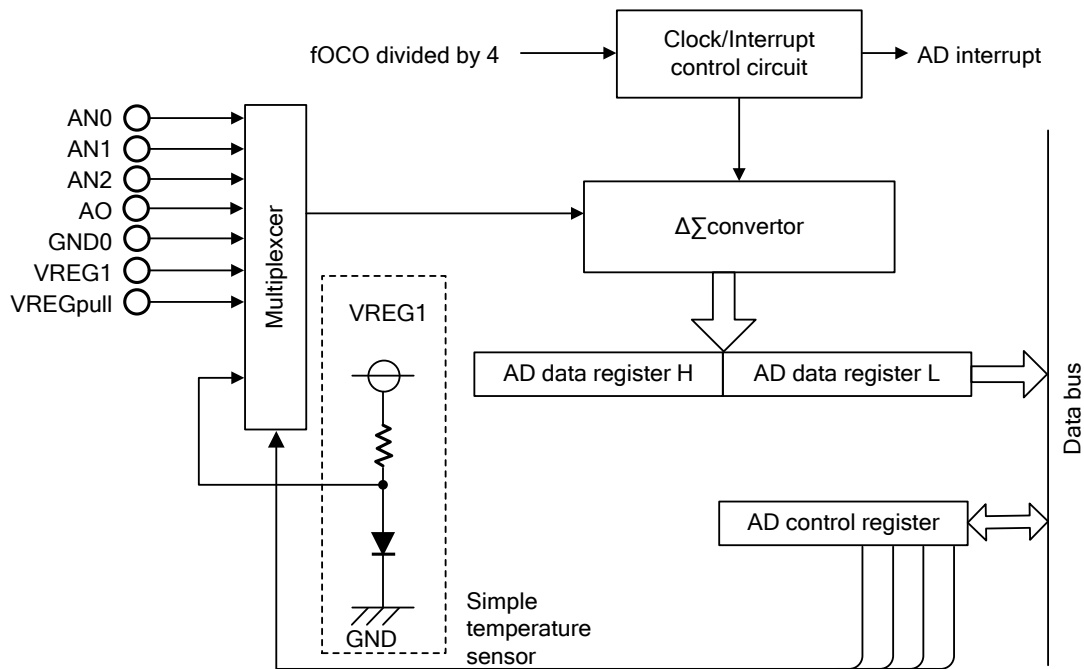 fOCO divided by 4
Clock/Interrupt
control circuit
AD interrupt
AN0
AN1
AN2
AO
GND0
VREG1
VREGpull
Multiplexcer
Δ∑convertor
VREG1
AD data register H
AD data register L
Data bus
AD control register
GND
Simple
temperature
sensor